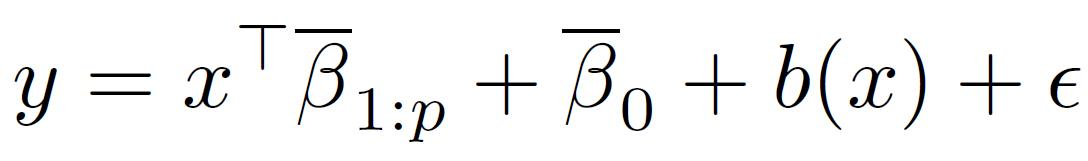 y = x^⊤ β̅_{1:p} + β̅_0 + b(x) + ϵ